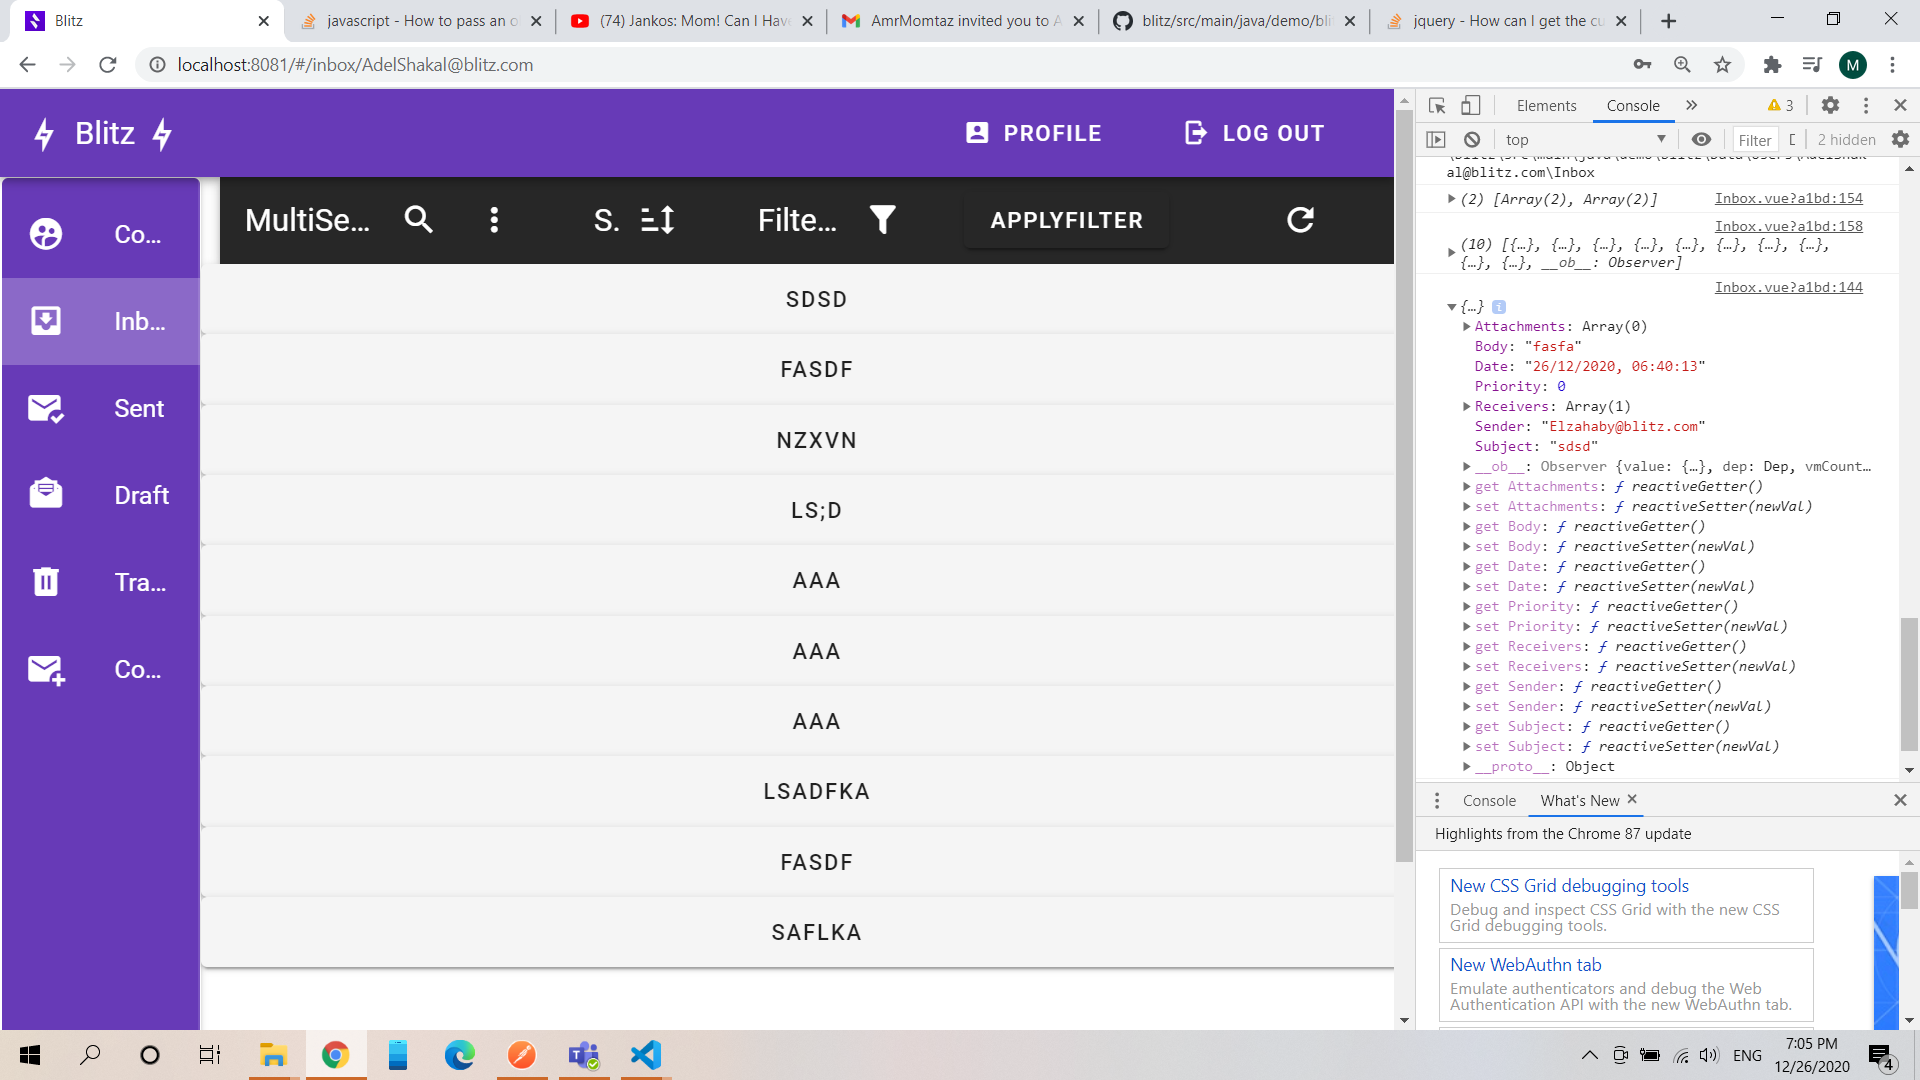 Blitz
javascript - How to pass an o
(74) Jankos: Mom! Can I Hav
AmrMomtaz invited you to A
blitz/src/main/java/demo/bli
jquery - How can I get the cu
localhost:8081/#/inbox/AdelShakal@blitz.com
M
Blitz
PROFILE
LOG OUT
Co...
Inb...
Sent
Draft
Tra...
Co...
MultiSe...
S.
Filte...
APPLYFILTER
SDSD
FASDF
NZXVN
LS;D
AAA
AAA
AAA
LSADFKA
FASDF
SAFLKA
Elements
Console
3
top
Filter
2 hidden
\blitz\src\main\java\demo\blitz\Data\Users\AdelShak
al@blitz.com\Inbox
(2) [Array(2), Array(2)]
Inbox.vue?a1bd:154
Inbox.vue?a1bd:158
(10) [{…}, {…}, {…}, {…}, {…}, {…}, {…}, {…},
{…}, {…}, __ob__: Observer]
Inbox.vue?a1bd:144
{…}
Attachments: Array(0)
Body: "fasfa"
Date: "26/12/2020, 06:40:13"
Priority: 0
Receivers: Array(1)
Sender: "Elzahaby@blitz.com"
Subject: "sdsd"
__ob__: Observer {value: {…}, dep: Dep, vmCount…
get Attachments: ƒ reactiveGetter()
set Attachments: ƒ reactiveSetter(newVal)
get Body: ƒ reactiveGetter()
set Body: ƒ reactiveSetter(newVal)
get Date: ƒ reactiveGetter()
set Date: ƒ reactiveSetter(newVal)
get Priority: ƒ reactiveGetter()
set Priority: ƒ reactiveSetter(newVal)
get Receivers: ƒ reactiveGetter()
set Receivers: ƒ reactiveSetter(newVal)
get Sender: ƒ reactiveGetter()
set Sender: ƒ reactiveSetter(newVal)
get Subject: ƒ reactiveGetter()
set Subject: ƒ reactiveSetter(newVal)
__proto__: Object
Console
What's New
Highlights from the Chrome 87 update
New CSS Grid debugging tools
Debug and inspect CSS Grid with the new CSS
Grid debugging tools.
New WebAuthn tab
Emulate authenticators and debug the Web
Authentication API with the new WebAuthn tab.
ENG
7:05 PM
12/26/2020
4